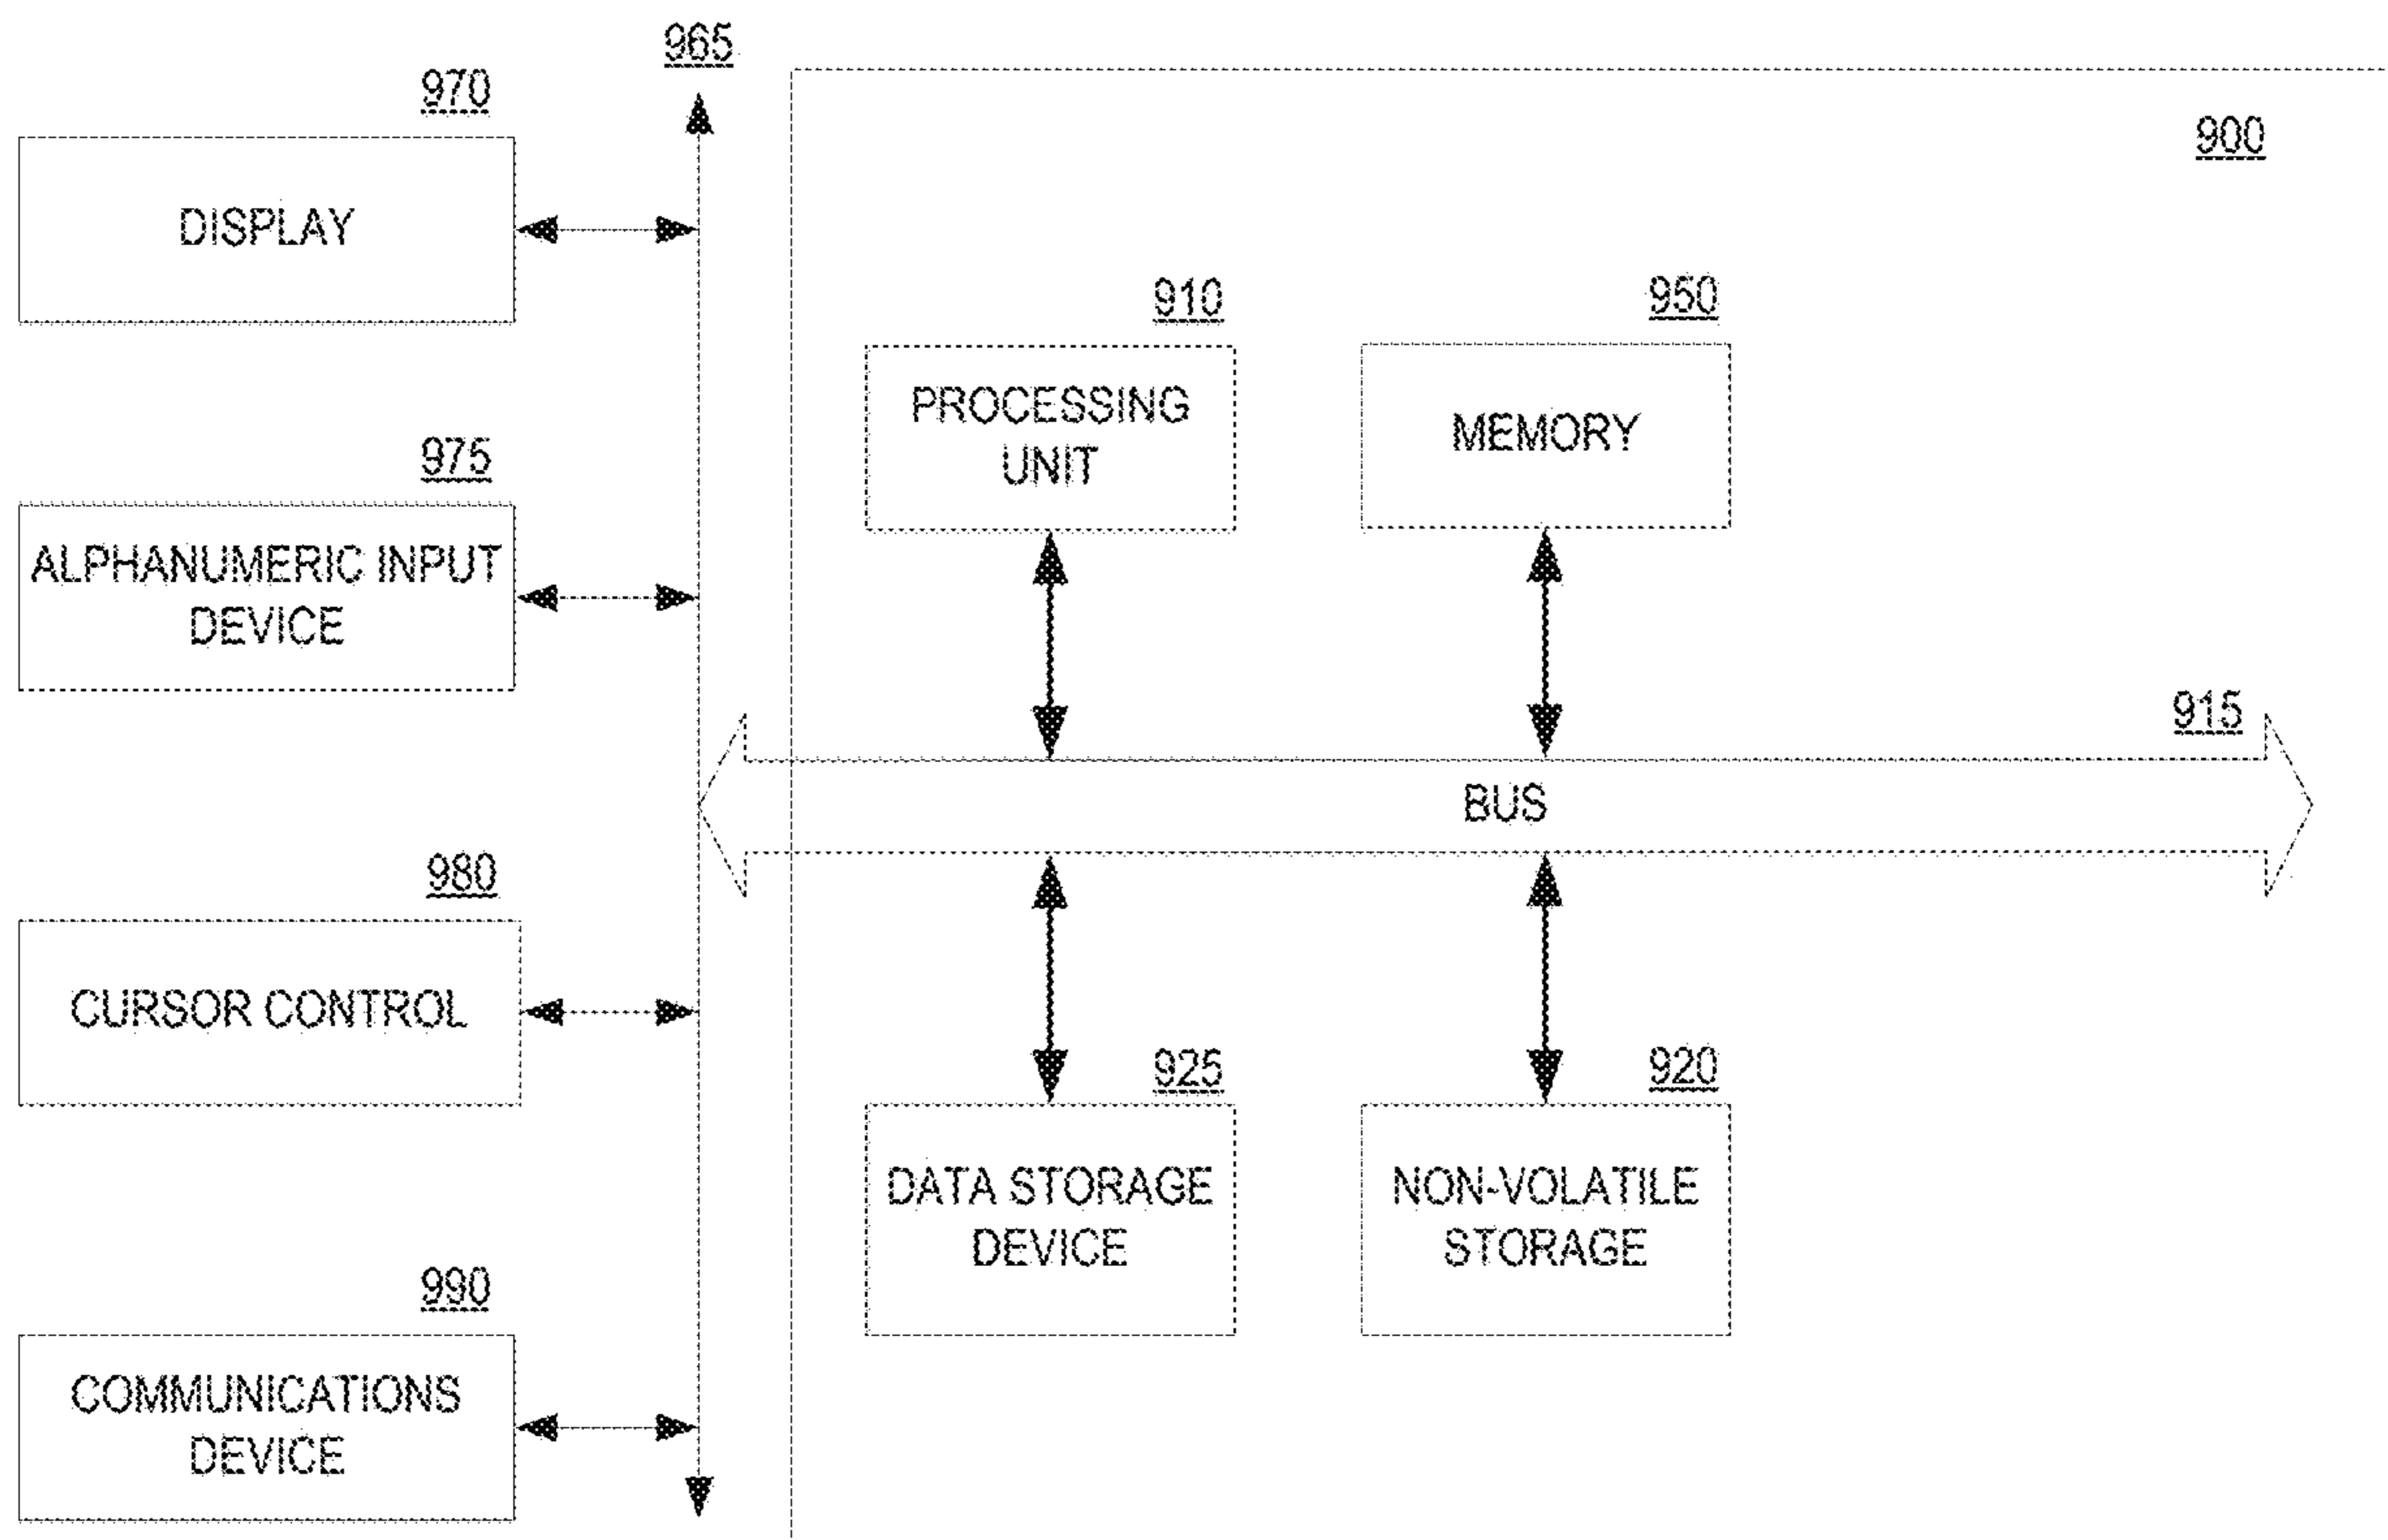 965
970
900
DISPLAY
910
950
PROCESSING
UNIT
MEMORY
975
ALPHANUMERIC INPUT
DEVICE
915
BUS
980
CURSOR CONTROL
925
920
DATA STORAGE
DEVICE
NON-VOLATILE
STORAGE
990
COMMUNICATIONS
DEVICE